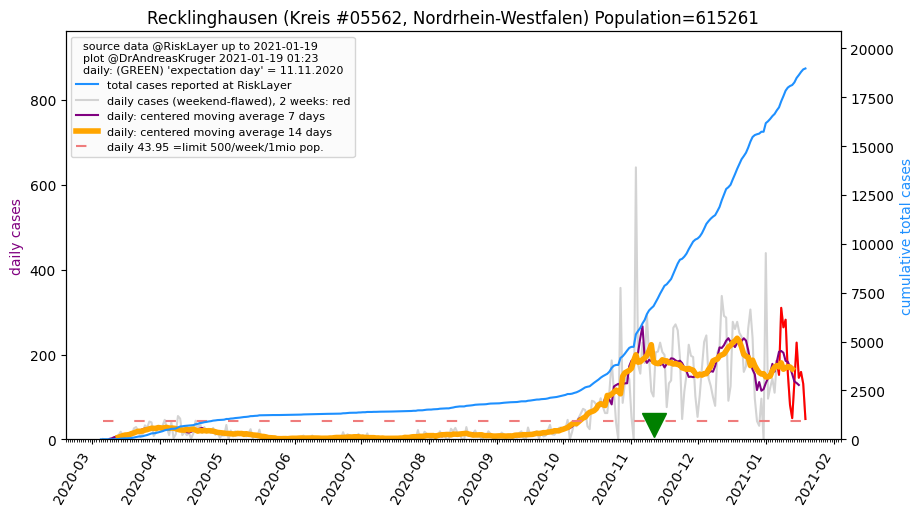 Recklinghausen (Kreis #05562, Nordrhein-Westfalen) Population=615261
source data @RiskLayer up to 2021-01-19
plot @DrAndreasKruger 2021-01-19 01:23
daily: (GREEN) 'expectation day' = 11.11.2020
total cases reported at RiskLayer
daily cases (weekend-flawed), 2 weeks: red
daily: centered moving average 7 days
daily: centered moving average 14 days
daily 43.95 =limit 500/week/1mio pop.
daily cases
800
600
400
200
0
cumulative total cases
20000
17500
15000
12500
10000
7500
5000
2500
0
2020-03
2020-04
2020-05
2020-06
2020-07
2020-08
2020-09
2020-10
2020-11
2020-12
2021-01
2021-02